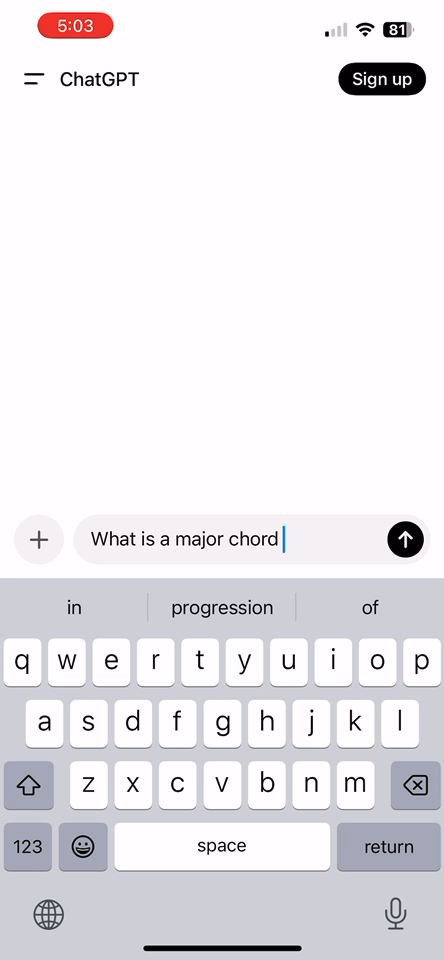 5:03
81
ChatGPT
Sign up
What is a major chord
in
progression
of
q w e r t y u i o p
a s d f g h j k l
z x c v b n m
123
space
return